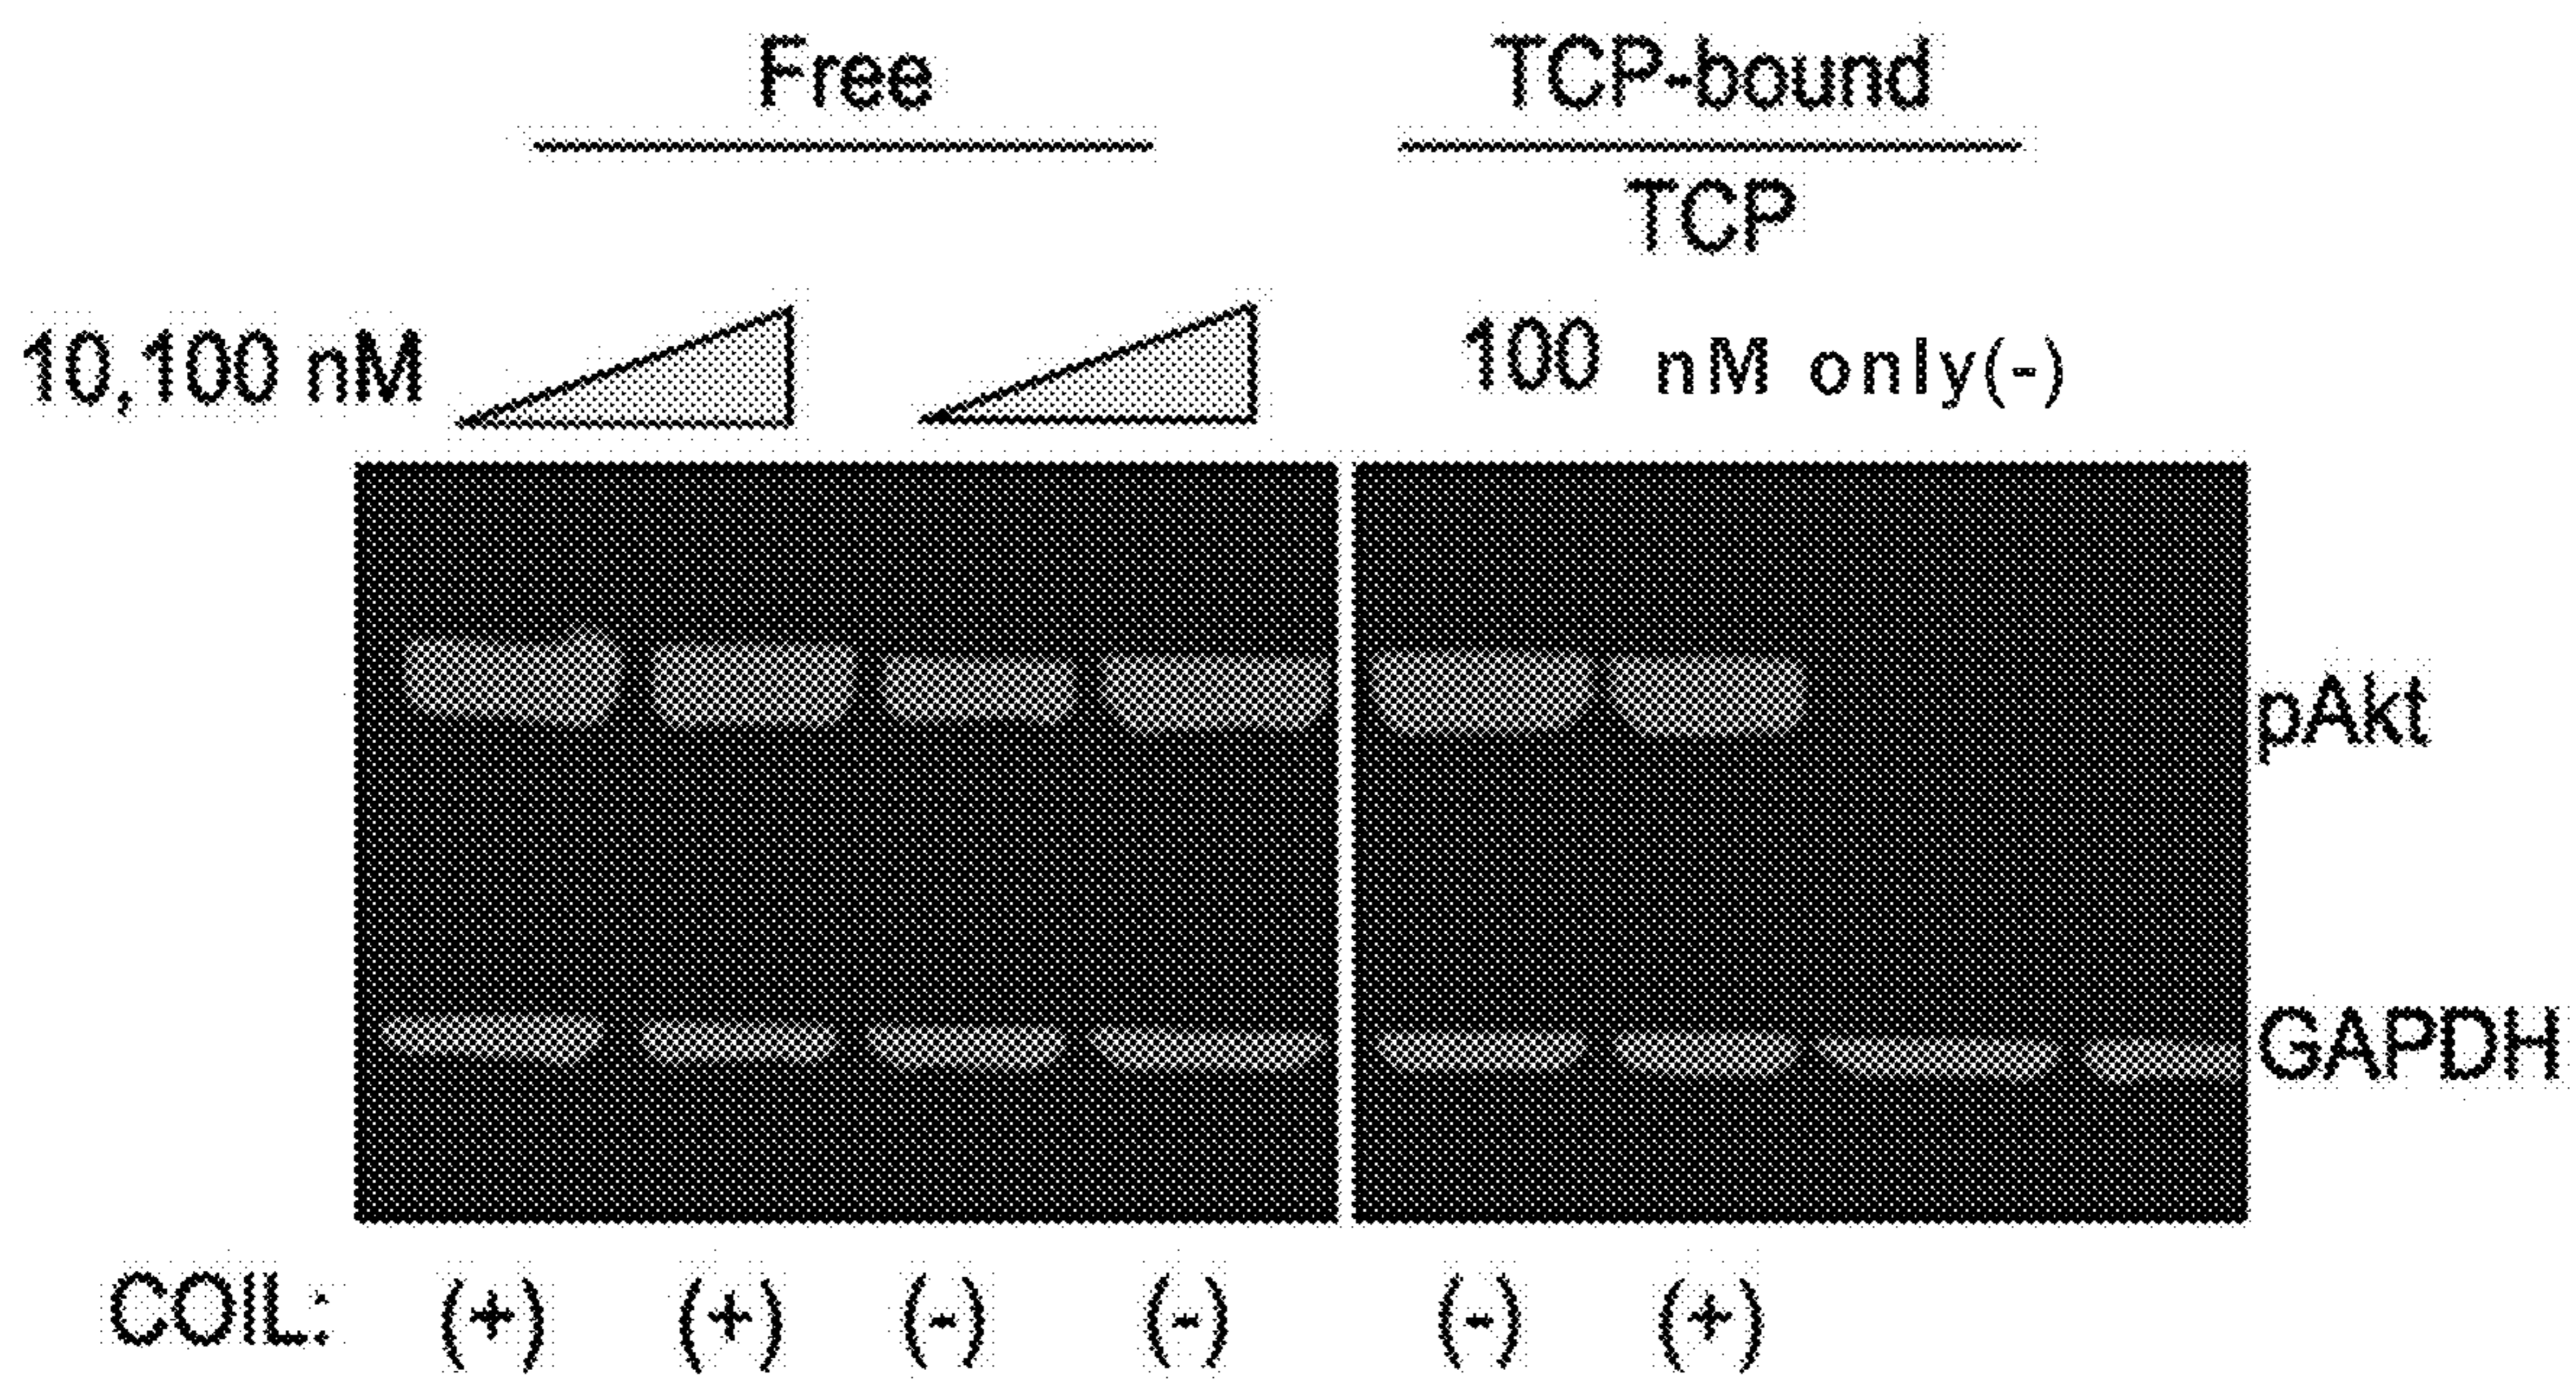 Free TCP-bound
TCP
10,100 nM 100 nM only(-)
pAkt
GAPDH
COIL: (+) (+) (-) (-) (-) (+)